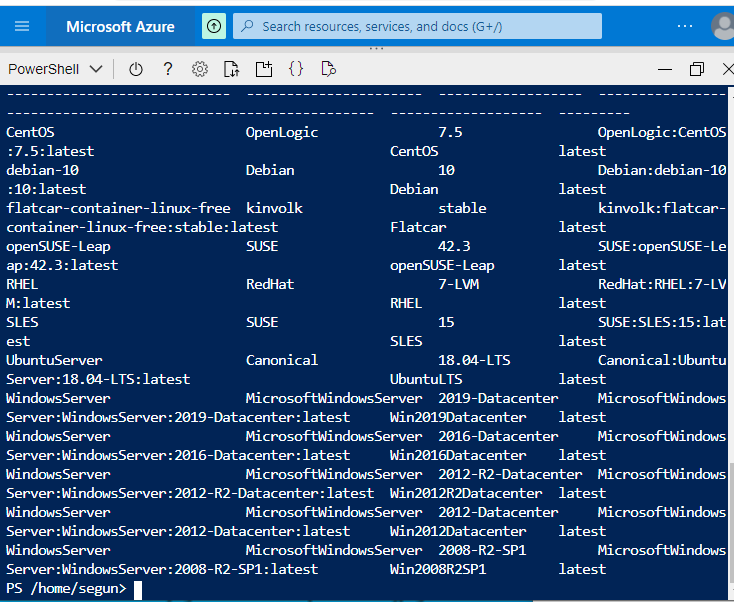 Microsoft Azure
Search resources, services, and docs (G+/)
PowerShell
---------------------------- ---------------------- ------------------ ----------------
---------------------------------------------- ------------------- ---------
CentOS OpenLogic 7.5 OpenLogic:CentOS
:7.5:latest CentOS latest
debian-10 Debian 10 Debian:debian-10
:10:latest Debian latest
flatcar-container-linux-free kinvolk stable kinvolk:flatcar-
container-linux-free:stable:latest Flatcar latest
openSUSE-Leap SUSE 42.3 SUSE:openSUSE-Le
ap:42.3:latest openSUSE-Leap latest
RHEL RedHat 7-LVM RedHat:RHEL:7-LV
M:latest RHEL latest
SLES SUSE 15 SUSE:SLES:15:lat
est SLES latest
UbuntuServer Canonical 18.04-LTS Canonical:Ubuntu
Server:18.04-LTS:latest UbuntuLTS latest
WindowsServer MicrosoftWindowsServer 2019-Datacenter MicrosoftWindows
Server:WindowsServer:2019-Datacenter:latest Win2019Datacenter latest
WindowsServer MicrosoftWindowsServer 2016-Datacenter MicrosoftWindows
Server:WindowsServer:2016-Datacenter:latest Win2016Datacenter latest
WindowsServer MicrosoftWindowsServer 2012-R2-Datacenter MicrosoftWindows
Server:WindowsServer:2012-R2-Datacenter:latest Win2012R2Datacenter latest
WindowsServer MicrosoftWindowsServer 2012-Datacenter MicrosoftWindows
Server:WindowsServer:2012-Datacenter:latest Win2012Datacenter latest
WindowsServer MicrosoftWindowsServer 2008-R2-SP1 MicrosoftWindows
Server:WindowsServer:2008-R2-SP1:latest Win2008R2SP1 latest
PS /home/segun>